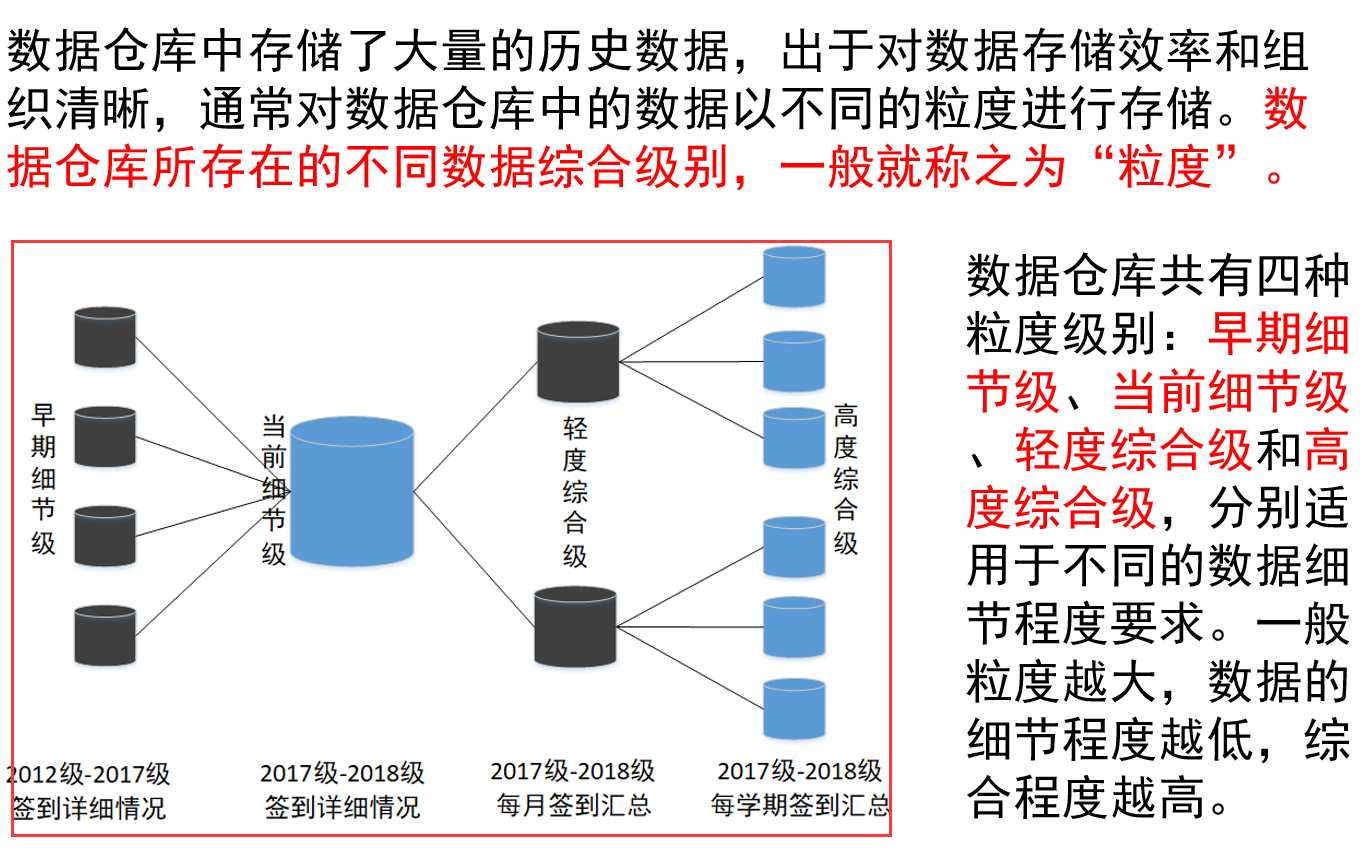 数据仓库中存储了大量的历史数据，出于对数据存储效率和组
织清晰，通常对数据仓库中的数据以不同的粒度进行存储。数
据仓库所存在的不同数据综合级别，一般就称之为“粒度”。
早期细节级
当前细节级
轻度综合级
高度综合级
2012级-2017级
签到详细情况
2017级-2018级
签到详细情况
2017级-2018级
每月签到汇总
2017级-2018级
每学期签到汇总
数据仓库共有四种
粒度级别：早期细
节级、当前细节级
、轻度综合级和高
度综合级，分别适
用于不同的数据细
节程度要求。一般
粒度越大，数据的
细节程度越低，综
合程度越高。